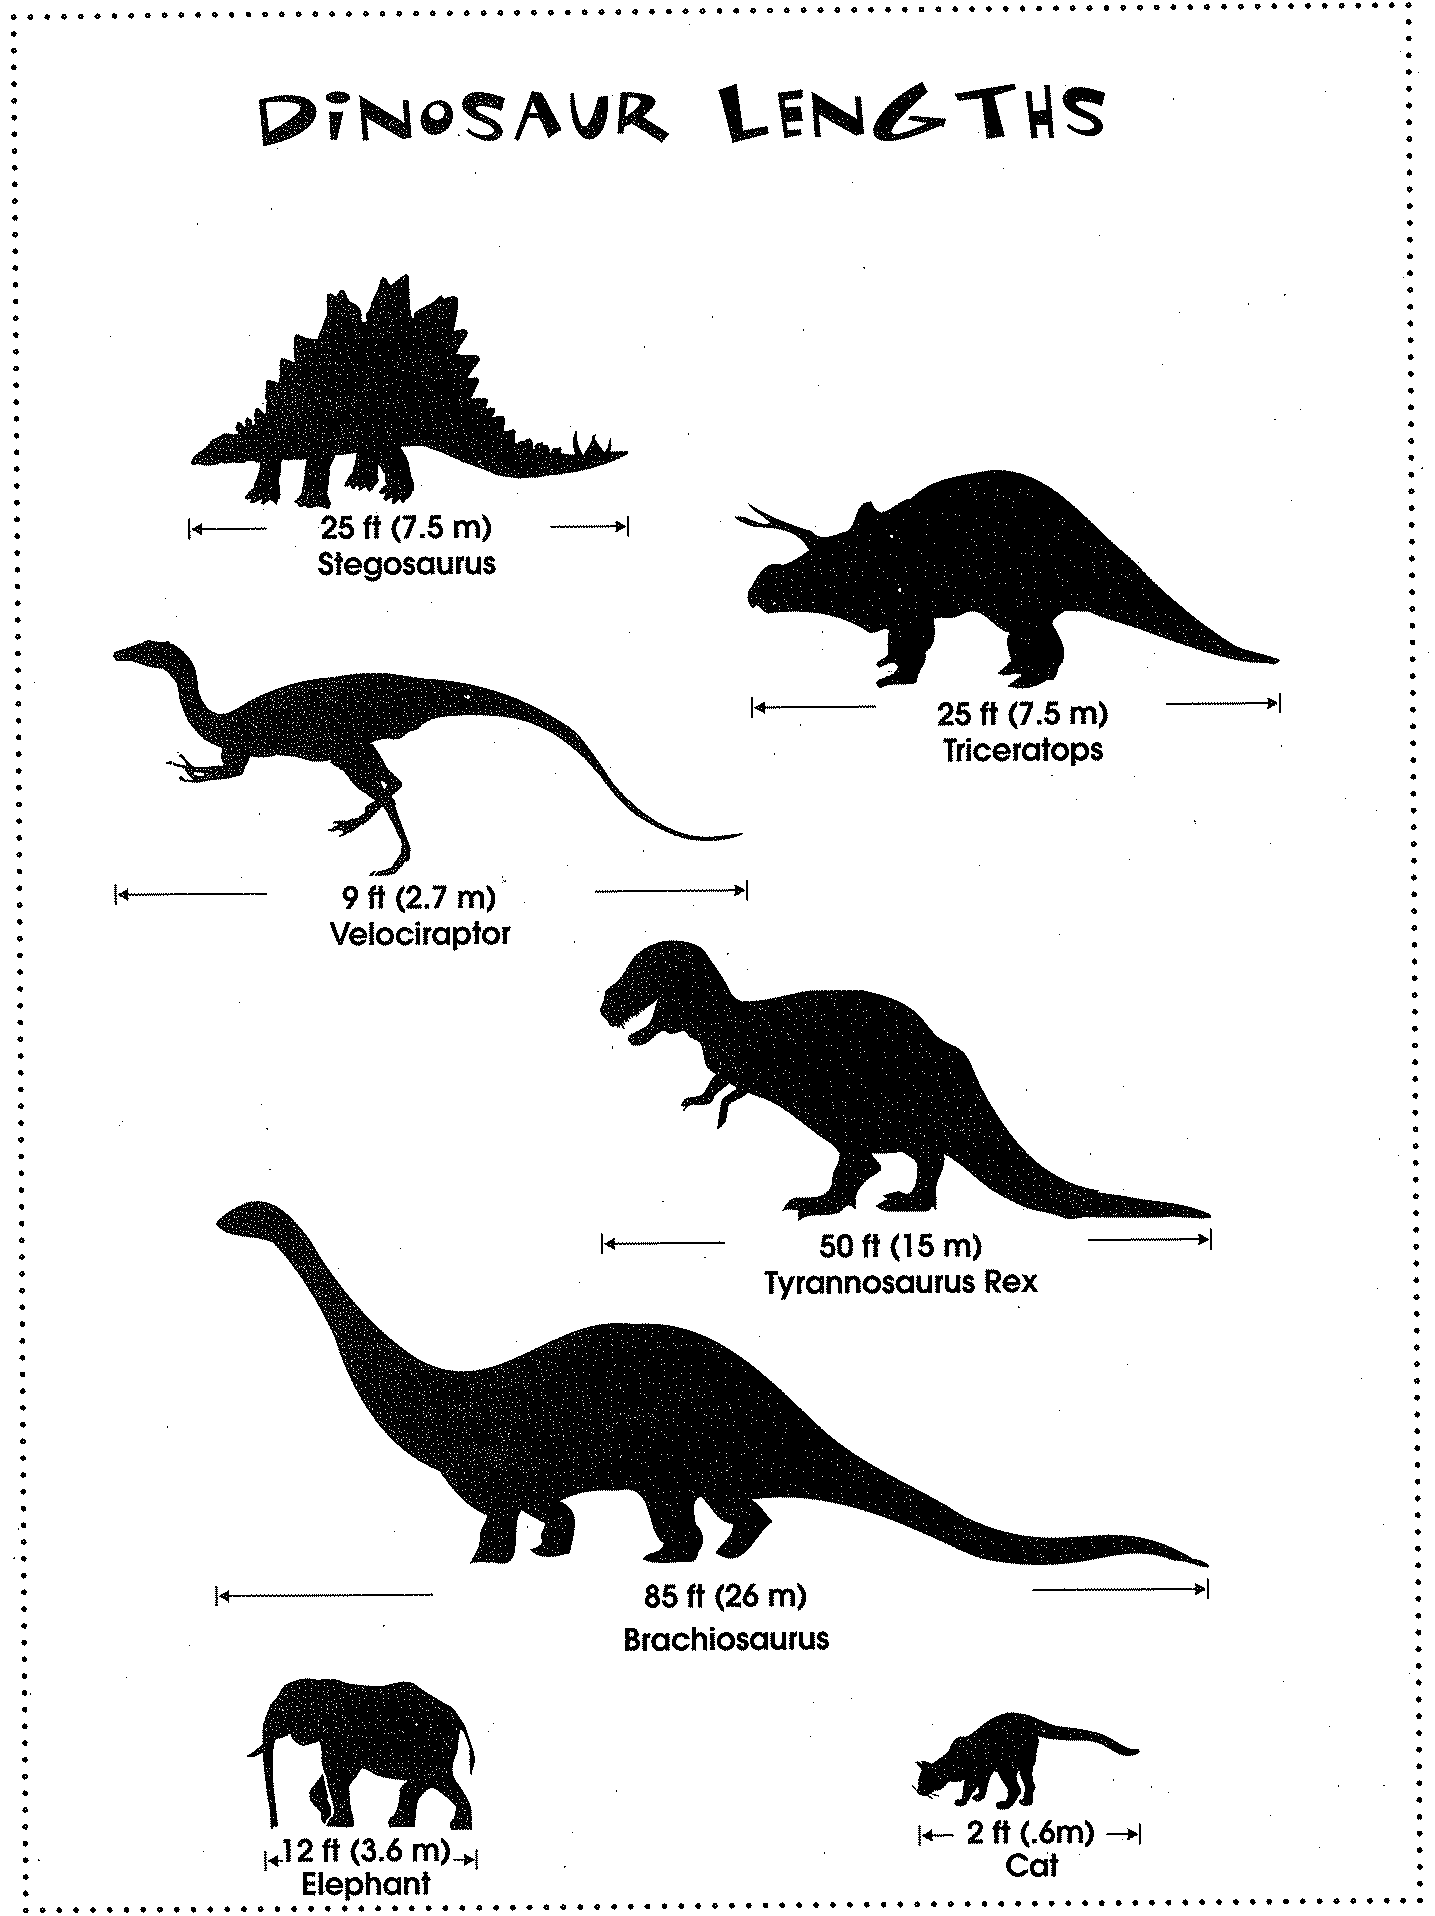 DINOSAUR LENGTHS
25 ft (7.5 m)
Stegosaurus
25 ft (7.5 m)
Triceratops
9 ft (2.7 m)
Velociraptor
50 ft (15 m)
Tyrannosaurus Rex
85 ft (26 m)
Brachiosaurus
12 ft (3.6 m)
Elephant
2 ft (.6m)
Cat